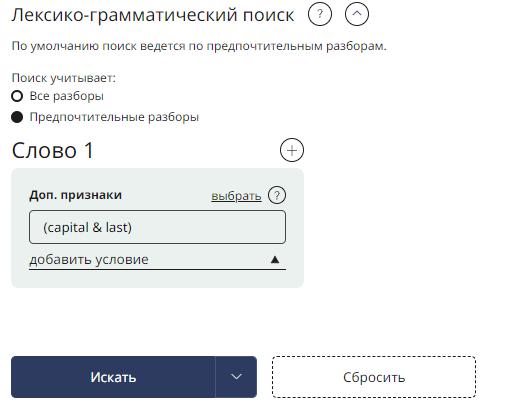 Лексико-грамматический поиск ?
По умолчанию поиск ведется по предпочтительным разборам.
Поиск учитывает:
Все разборы
Предпочтительные разборы
Слово 1
Доп. признаки выбрать ?
(capital & last)
добавить условие
Искать Сбросить